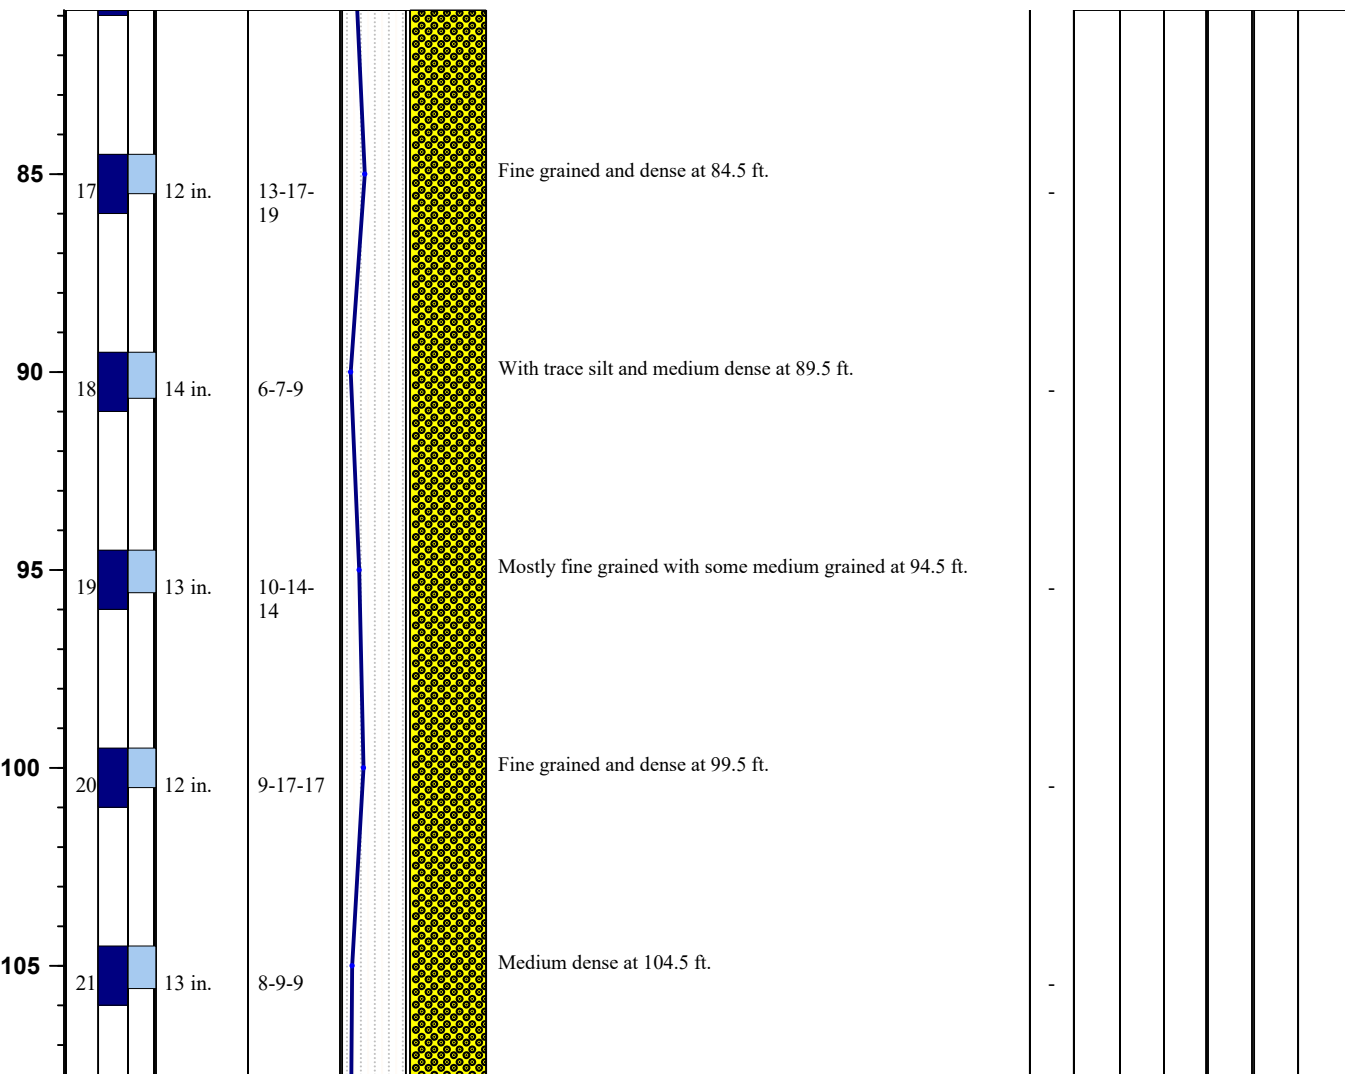 Fine grained and dense at 84.5 ft.
85
17 12 in. 13-17- -
19
With trace silt and medium dense at 89.5 ft.
90
18 14 in. 6-7-9 -
Mostly fine grained with some medium grained at 94.5 ft.
95
19 13 in. 10-14- -
14
Fine grained and dense at 99.5 ft.
100
20 12 in. 9-17-17 -
Medium dense at 104.5 ft.
105
21 13 in. 8-9-9 -